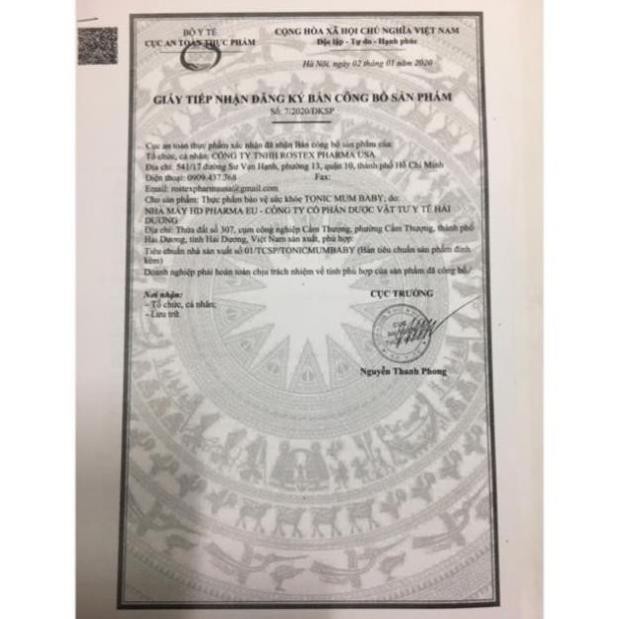 BỘ Y TẾ
CỤC AN TOÀN THỰC PHẨM
CỘNG HÒA XÃ HỘI CHỦ NGHĨA VIỆT NAM
Độc lập - Tự do - Hạnh phúc
Hà Nội, ngày 02 tháng 01 năm 2020
GIẤY TIẾP NHẬN ĐĂNG KÝ BẢN CÔNG BỐ SẢN PHẨM
Số: 7/2020/ĐKSP
Cục an toàn thực phẩm xác nhận đã nhận Bản công bố sản phẩm của:
Tổ chức, cá nhân: CÔNG TY TNHH ROSTEX PHARMA USA
Địa chỉ: 541/17 đường Sư Vạn Hạnh, phường 13, quận 10, thành phố Hồ Chí Minh
Điện thoại: 0909.437.768 Fax:
Email: rostexpharmausa@gmail.com
Cho sản phẩm: Thực phẩm bảo vệ sức khỏe TONIC MUM BABY, do:
NHÀ MÁY HD PHARMA EU - CÔNG TY CỔ PHẦN DƯỢC VẬT TƯ Y TẾ HẢI
DƯƠNG
Địa chỉ: Thửa đất số 307, cụm công nghiệp Cẩm Thượng, phường Cẩm Thượng, thành phố
Hải Dương, tỉnh Hải Dương, Việt Nam sản xuất, phù hợp:
Tiêu chuẩn nhà sản xuất số 01/TCSP/TONICMUMBABY (Bản tiêu chuẩn sản phẩm đính
kèm)
Doanh nghiệp phải hoàn toàn chịu trách nhiệm về tính phù hợp của sản phẩm đã công bố./.
Nơi nhận:
- Tổ chức, cá nhân;
- Lưu trữ.
CỤC TRƯỞNG
Nguyễn Thanh Phong